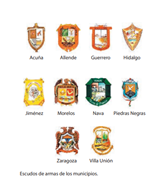 Acuña Allende Guerrero Hidalgo
Jiménez Morelos Nava Piedras Negras
Zaragoza Villa Unión
Escudos de armas de los municipios.